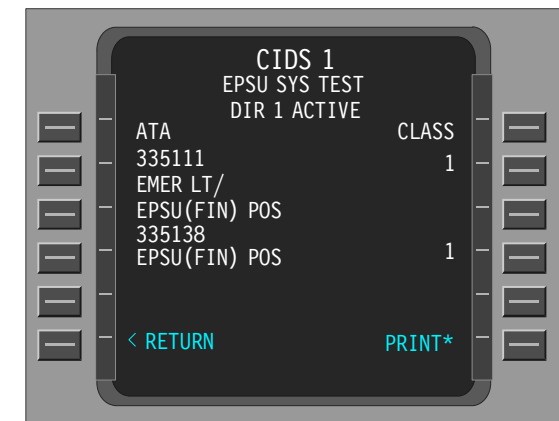 CIDS 1
EPSU SYS TEST
DIR 1 ACTIVE
ATA CLASS
335111 1
EMER LT/
EPSU(FIN) POS
335138
EPSU(FIN) POS 1
< RETURN PRINT*